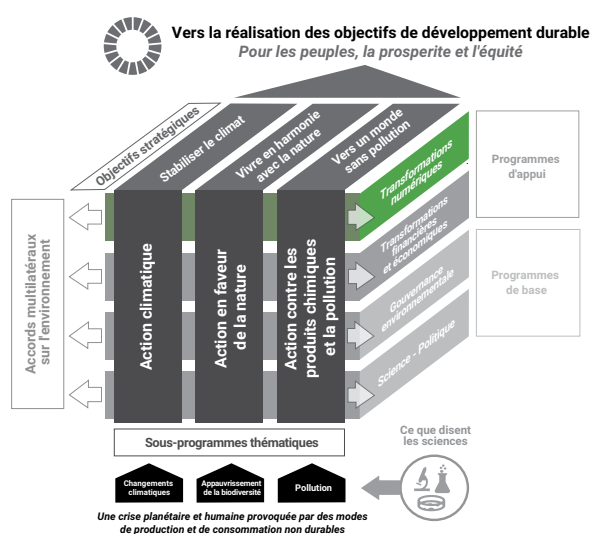 Vers la réalisation des objectifs de développement durable
Pour les peuples, la prosperite et l'équité
Objectifs stratégiques
Stabiliser le climat
Vivre en harmonie
avec la nature
Vers un monde
sans pollution
Transformations
numériques
Programmes
d'appui
Transformations
financières
et économiques
Gouvernance
environnementale
Science - Politique
Programmes
de base
Accords multilatéraux
sur l'environnement
Action climatique
Action en faveur
de la nature
Action contre les
produits chimiques
et la pollution
Sous-programmes thématiques
Ce que disent
les sciences
Changements
climatiques
Appauvrissement
de la biodiversité
Pollution
Une crise planétaire et humaine provoquée par des modes
de production et de consommation non durables